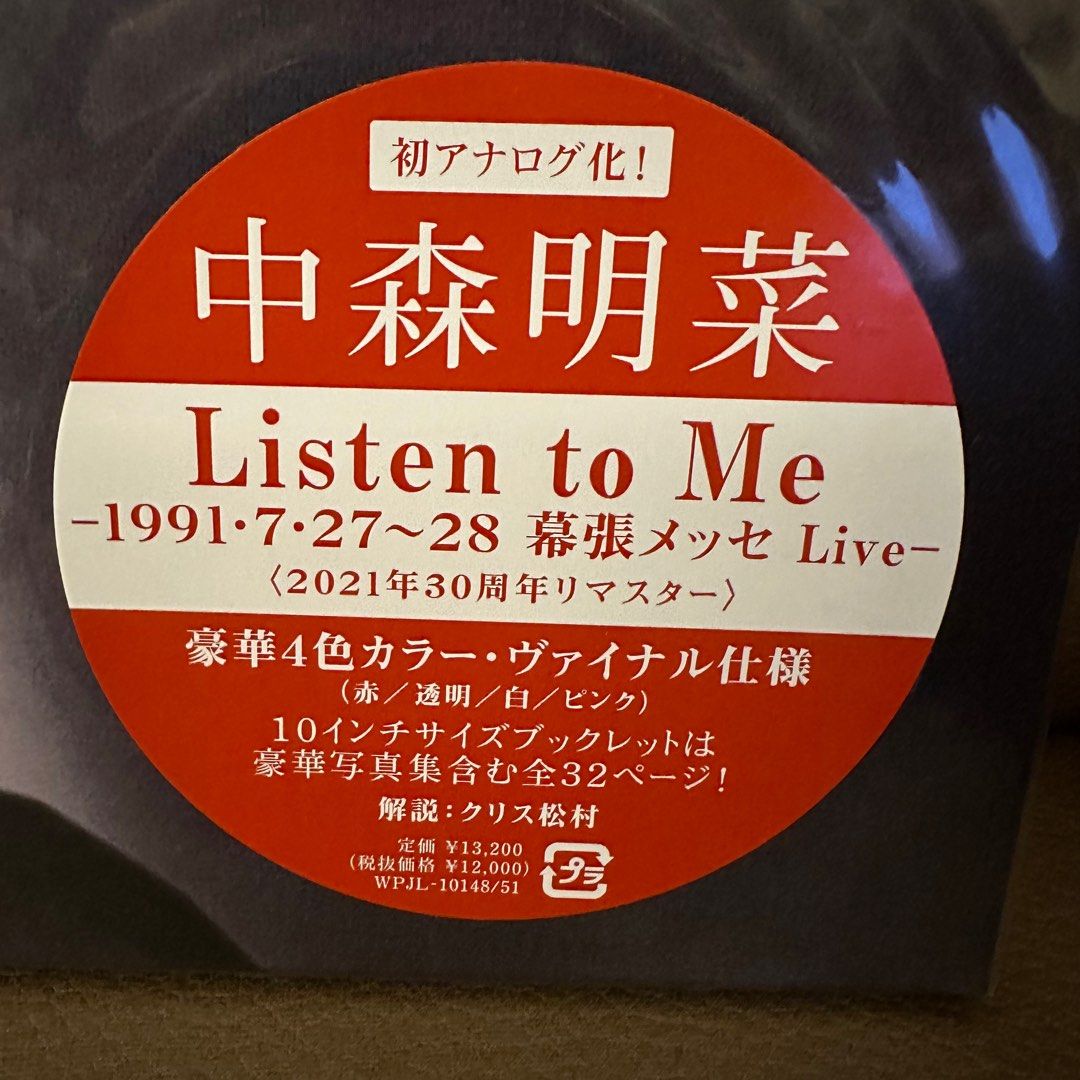 初アナログ化！
中森明菜
Listen to Me
−1991・7・27〜28 幕張メッセ Live−
〈2021年30周年リマスター〉
豪華4色カラー・ヴァイナル仕様
(赤／透明／白／ピンク)
10インチサイズブックレットは
豪華写真集含む全32ページ！
解説：クリス松村
定価 ¥13,200
(税抜価格 ¥12,000)
WPJL-10148/51
プラ